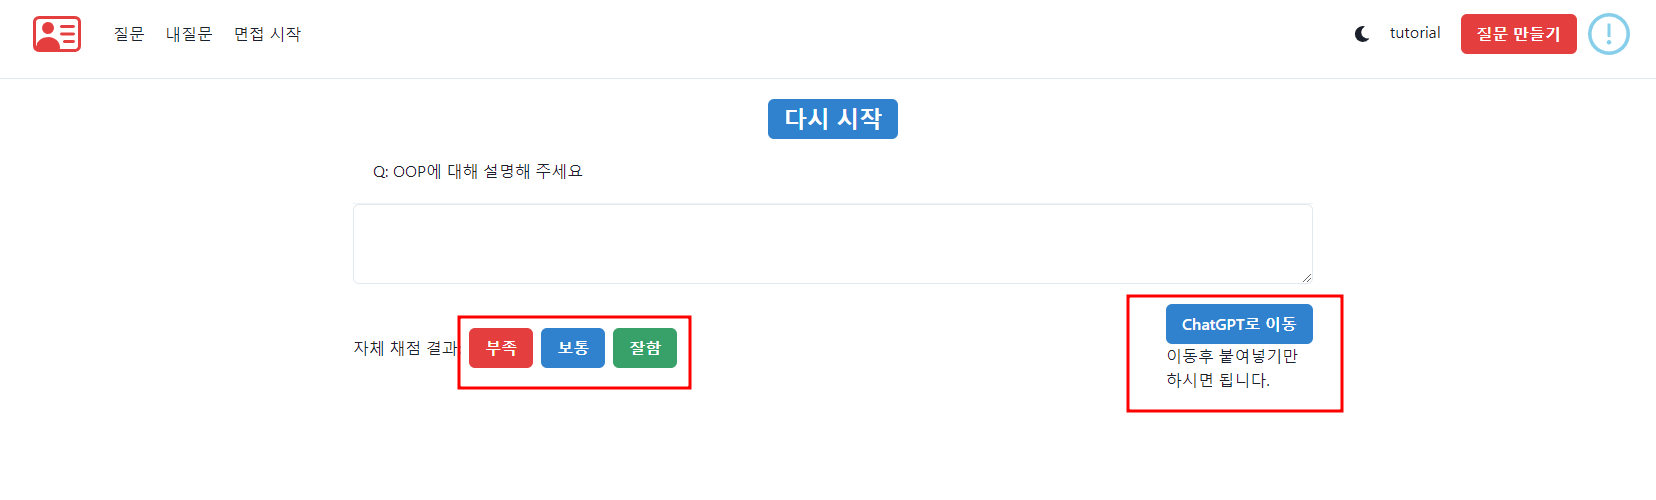 질문 내질문 면접 시작 tutorial 질문 만들기
다시 시작
Q: OOP에 대해 설명해 주세요
자체 채점 결과 부족 보통 잘함
ChatGPT로 이동
이동후 붙여넣기만
하시면 됩니다.